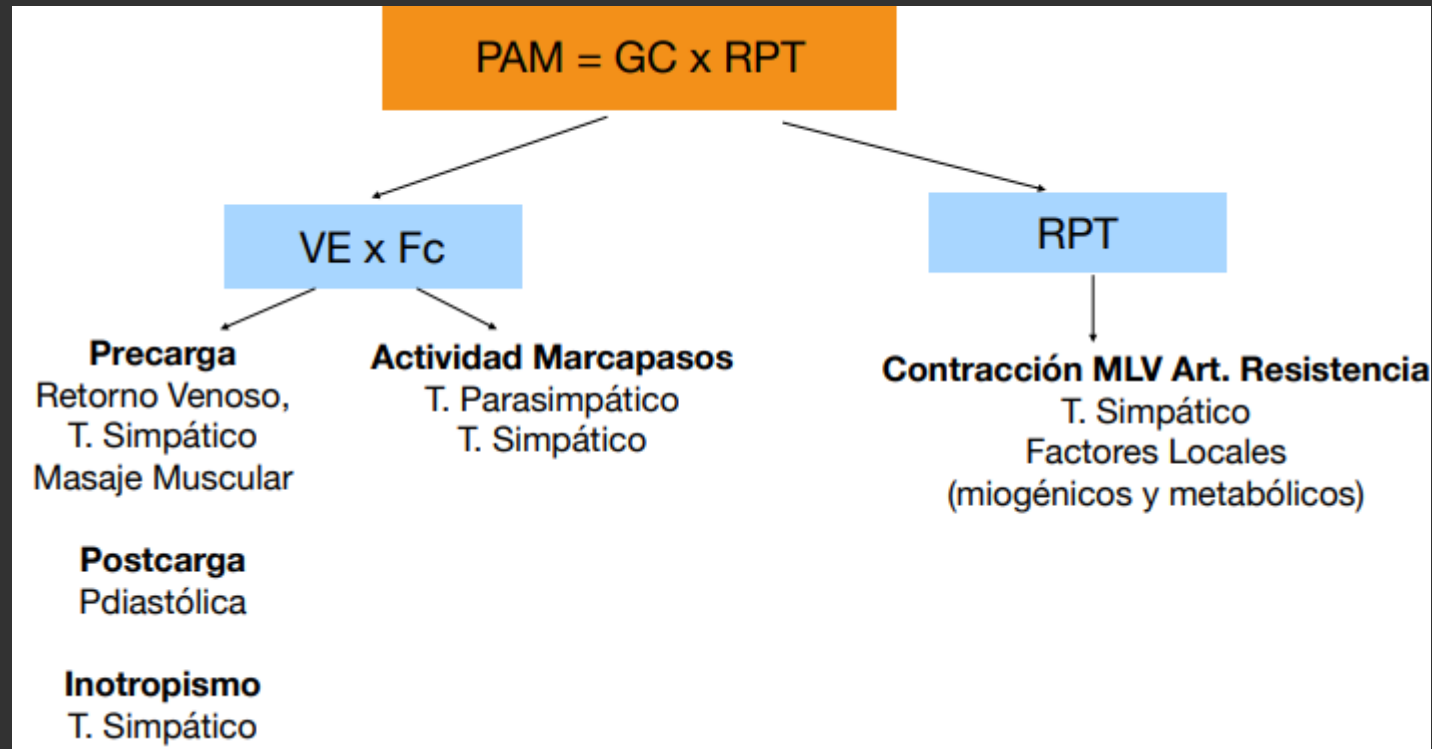 PAM = GC x RPT
VE x Fc
RPT
Precarga
Retorno Venoso,
T. Simpático
Masaje Muscular
Postcarga
Pdiastólica
Inotropismo
T. Simpático
Actividad Marcapasos
T. Parasimpático
T. Simpático
Contracción MLV Art. Resistencia
T. Simpático
Factores Locales
(miogénicos y metabólicos)